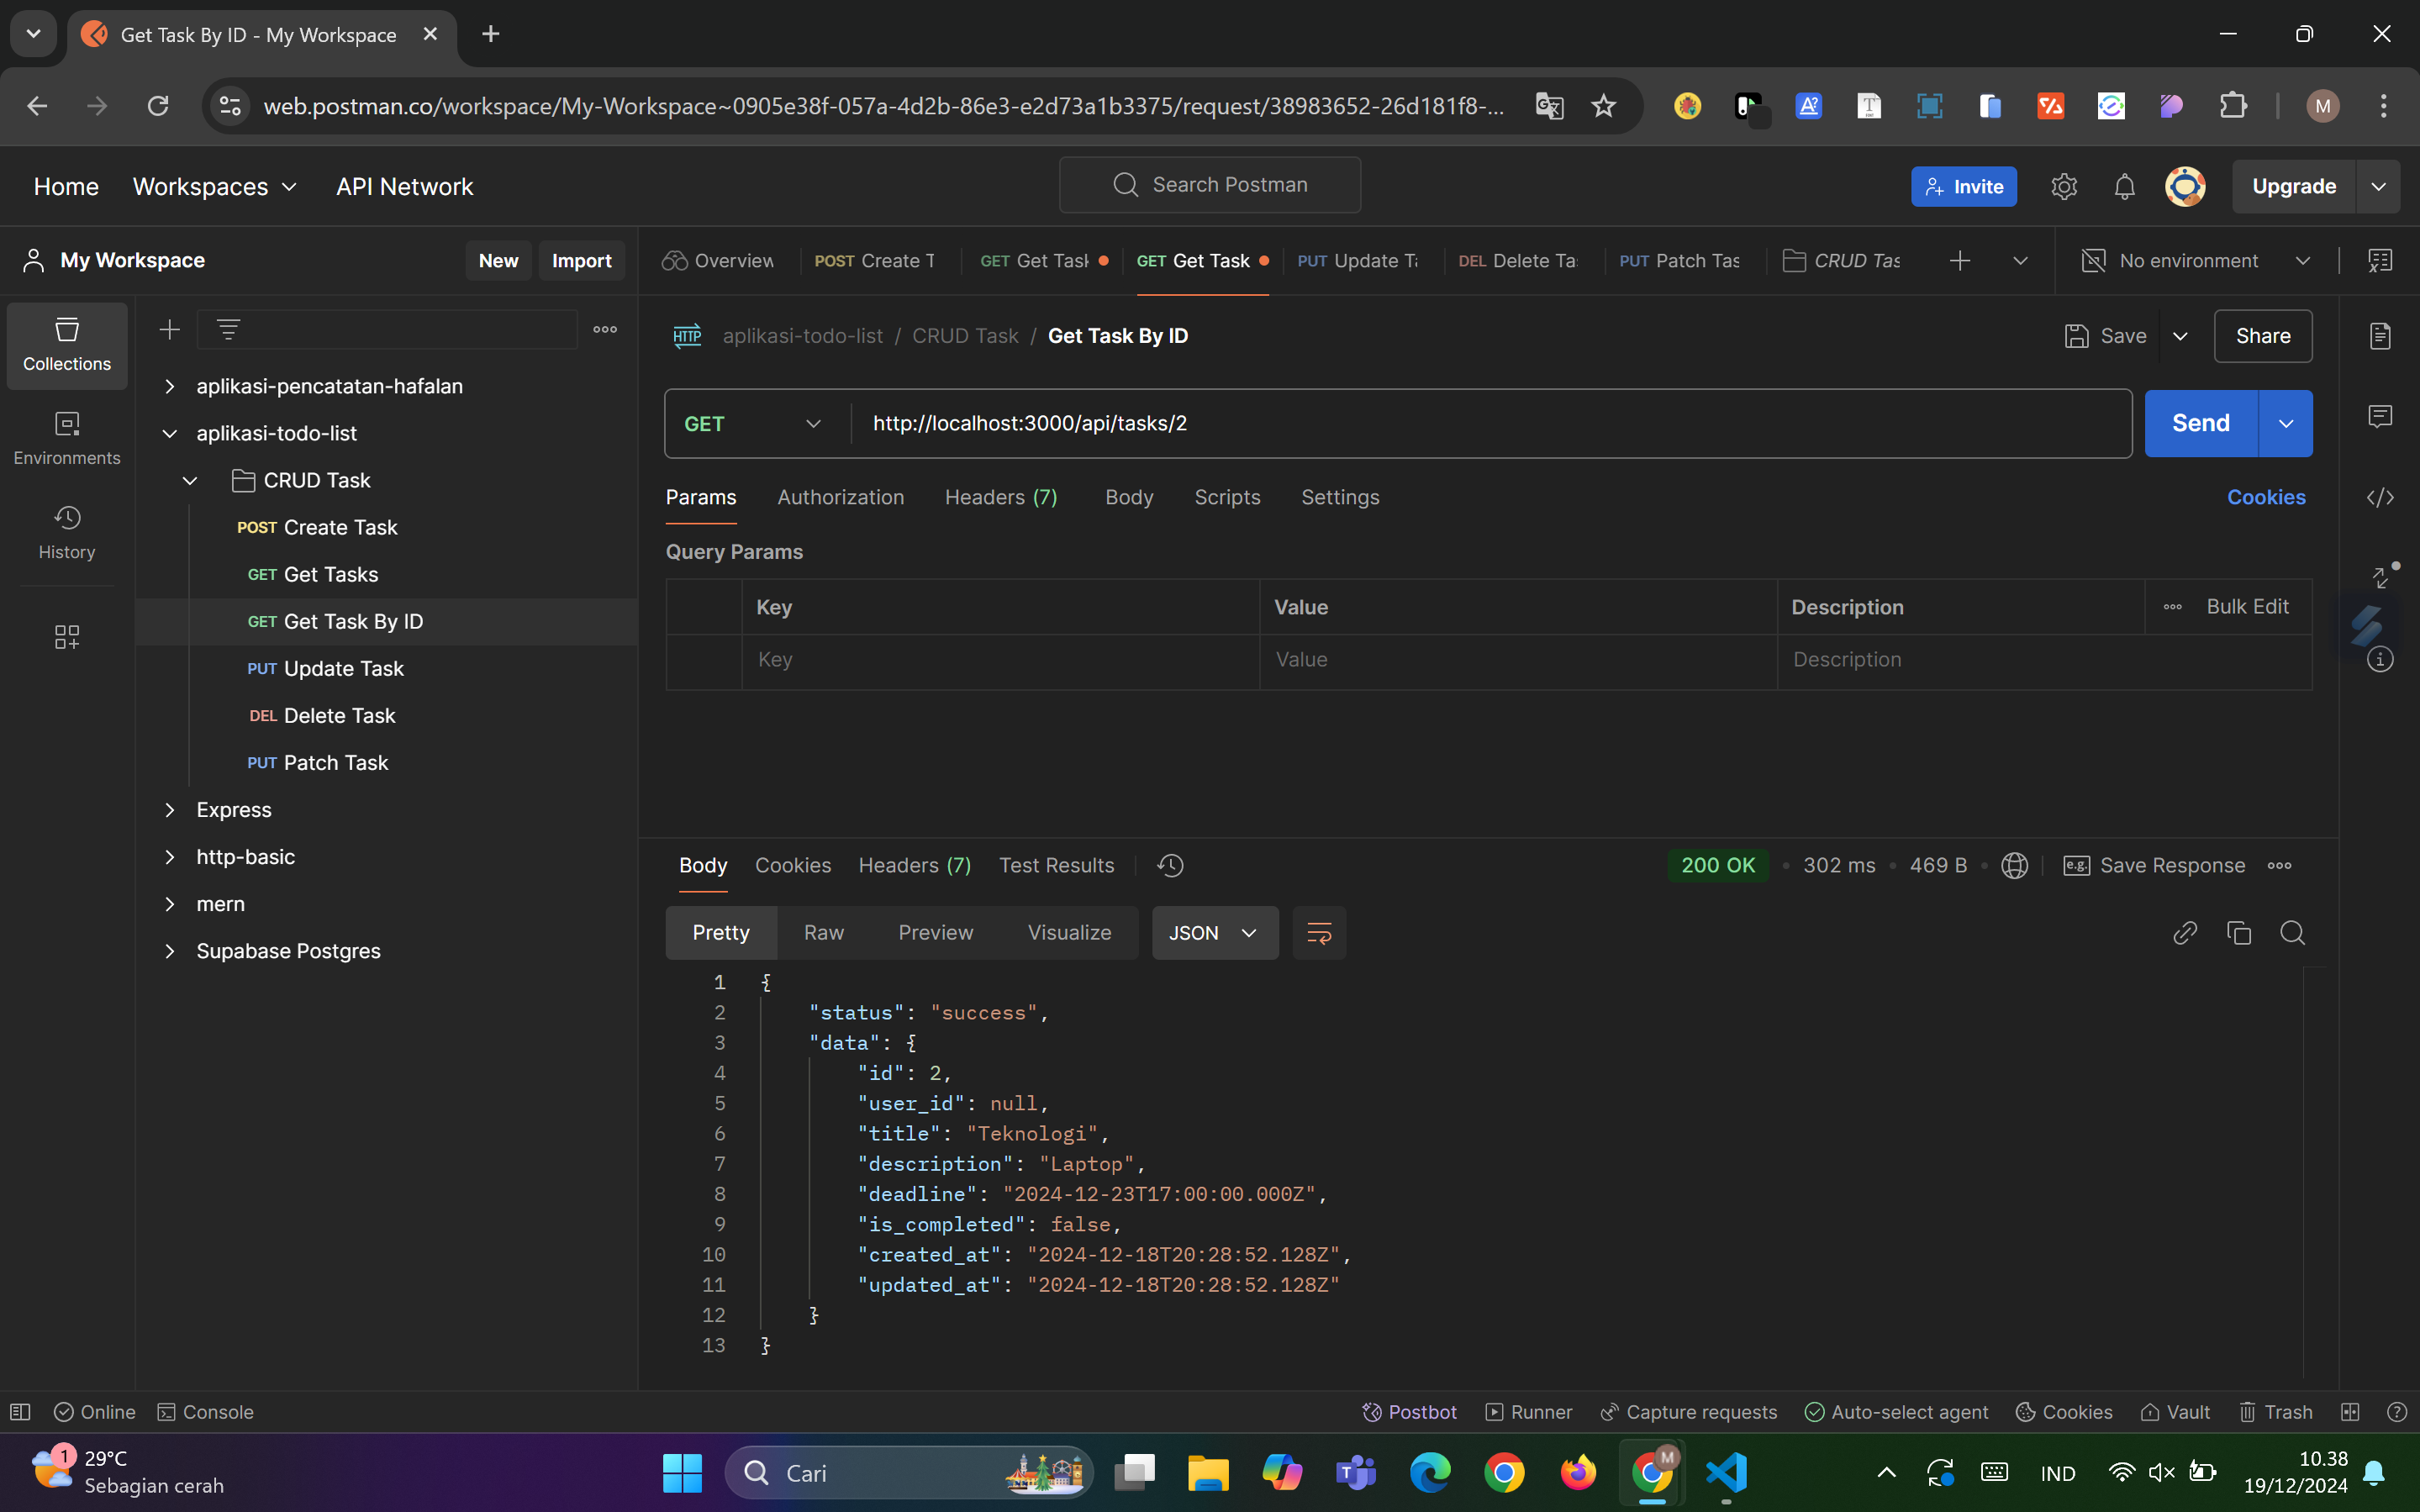 Get Task By ID - My Workspace
web.postman.co/workspace/My-Workspace~0905e38f-057a-4d2b-86e3-e2d73a1b3375/request/38983652-26d181f8-...
M
Home Workspaces API Network
Search Postman
Invite
Upgrade
My Workspace
New Import
Overview
POST Create T
GET Get Task
GET Get Task
PUT Update Ta
DEL Delete Ta
PUT Patch Tas
CRUD Tas
No environment
Collections
Environments
History
aplikasi-pencatatan-hafalan
aplikasi-todo-list
CRUD Task
POST Create Task
GET Get Tasks
GET Get Task By ID
PUT Update Task
DEL Delete Task
PUT Patch Task
Express
http-basic
mern
Supabase Postgres
HTTP aplikasi-todo-list / CRUD Task / Get Task By ID
Save
Share
GET http://localhost:3000/api/tasks/2
Send
Params Authorization Headers (7) Body Scripts Settings
Cookies
Query Params
Key Value Description Bulk Edit
Key Value Description
Body Cookies Headers (7) Test Results
200 OK 302 ms 469 B e.g. Save Response
Pretty Raw Preview Visualize JSON
1 {
2 "status": "success",
3 "data": {
4 "id": 2,
5 "user_id": null,
6 "title": "Teknologi",
7 "description": "Laptop",
8 "deadline": "2024-12-23T17:00:00.000Z",
9 "is_completed": false,
10 "created_at": "2024-12-18T20:28:52.128Z",
11 "updated_at": "2024-12-18T20:28:52.128Z"
12 }
13 }
Online Console
Postbot Runner Capture requests Auto-select agent Cookies Vault Trash
1
29°C
Sebagian cerah
Cari
M
IND
10.38
19/12/2024